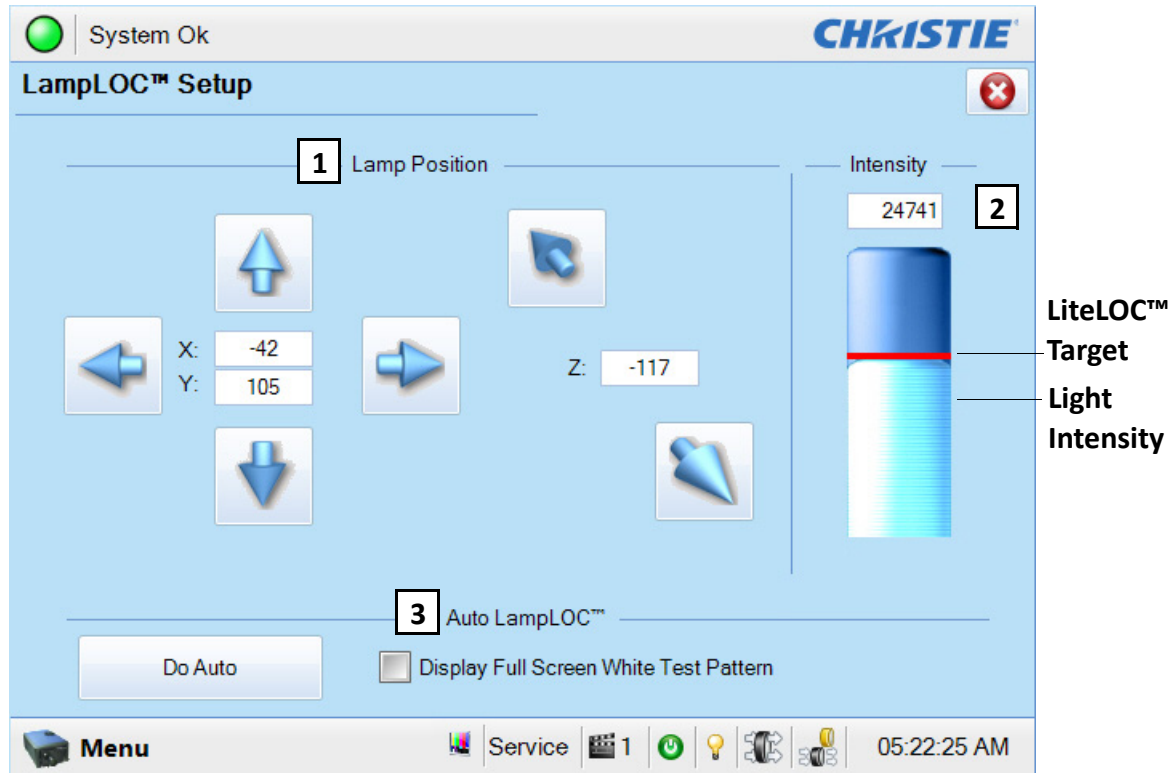 System Ok
CHRISTIE
LampLOC™ Setup
1 Lamp Position
Intensity
24741
2
X: -42
Y: 105
Z: -117
LiteLOC™
Target
Light
Intensity
3 Auto LampLOC™
Do Auto
Display Full Screen White Test Pattern
Menu
Service
1
05:22:25 AM